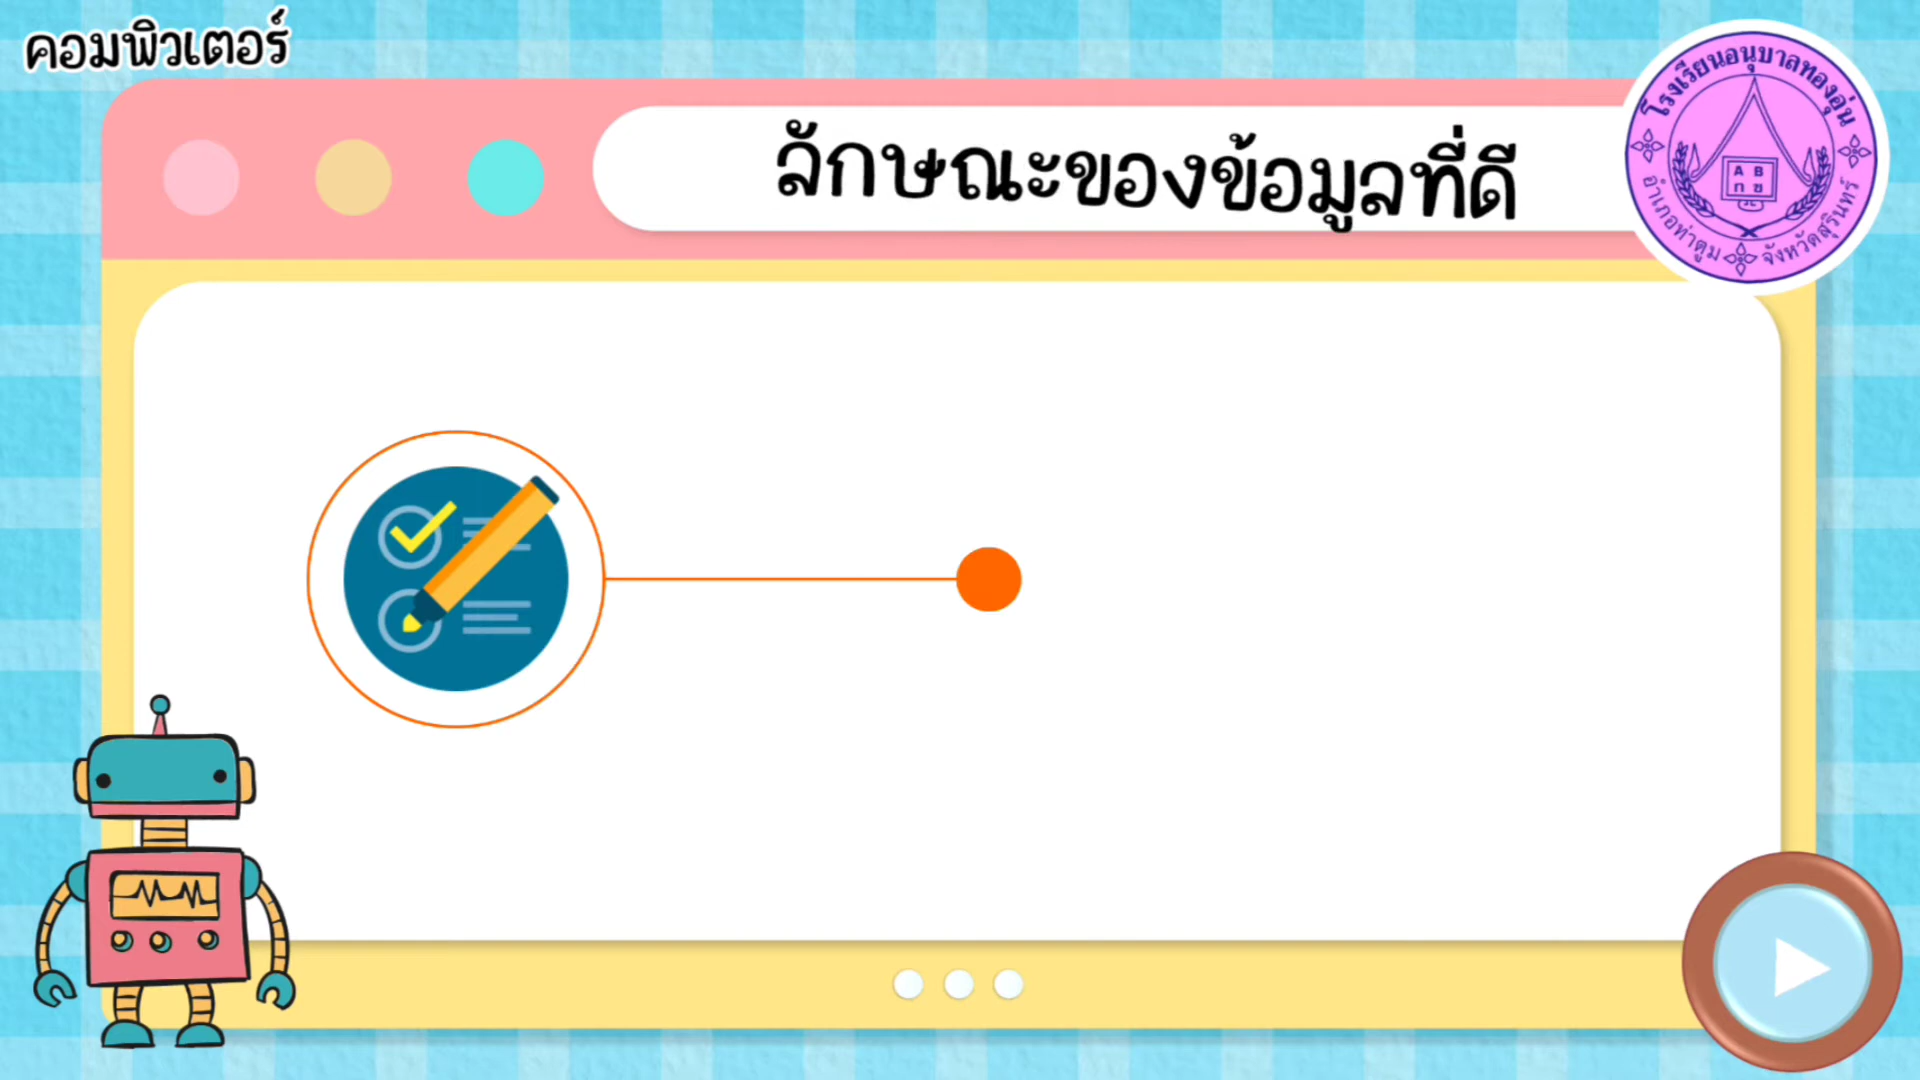 คอมพิวเตอร์
ลักษณะของข้อมูลที่ดี
โรงเรียนอนุบาลทองอุ่น
A B
ก ข
อำเภอท่าตูม จังหวัดสุรินทร์